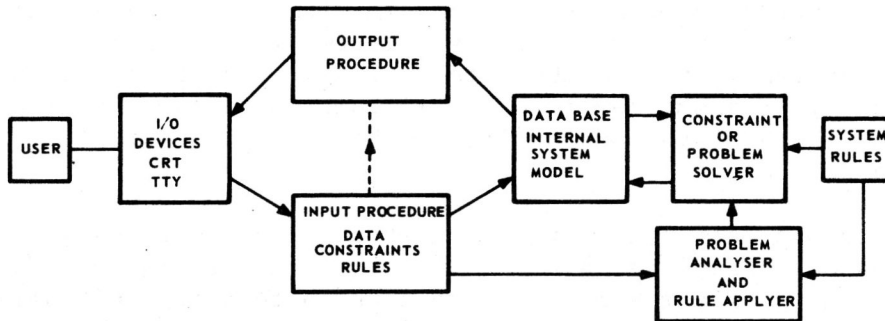 OUTPUT
PROCEDURE
I/O
DEVICES
CRT
TTY
USER
DATA BASE
INTERNAL
SYSTEM
MODEL
CONSTRAINT
OR
PROBLEM
SOLVER
SYSTEM
RULES
INPUT PROCEDURE
DATA
CONSTRAINTS
RULES
PROBLEM
ANALYSER
AND
RULE APPLYER